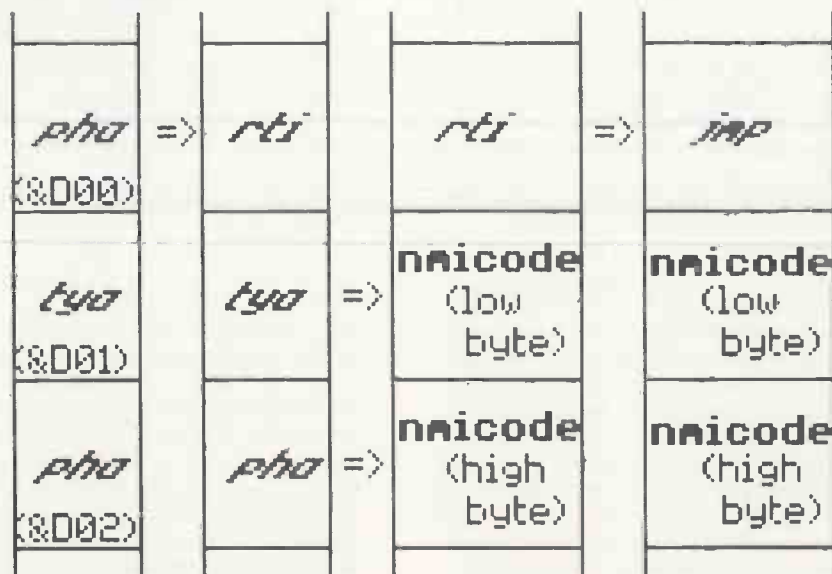 pha => rti rti => jmp
(&D00)
tya tya => nmicode nmicode
(low (low
(&D01) byte) byte)
pha pha => nmicode nmicode
(high (high
(&D02) byte) byte)